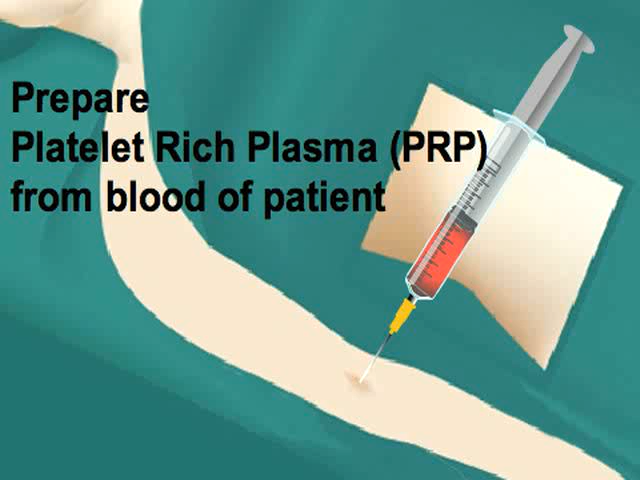 Prepare
Platelet Rich Plasma (PRP)
from blood of patient